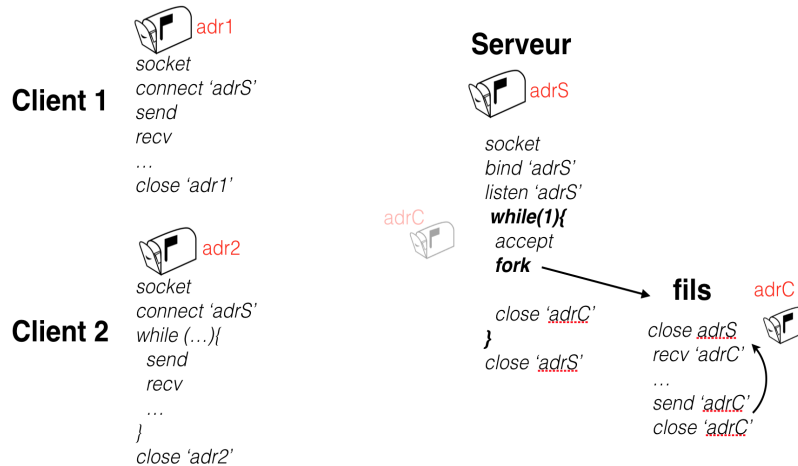 adr1
socket
connect ‘adrS’
send
recv
…
close ‘adr1’
Client 1
adr2
socket
connect ‘adrS’
while (…){
send
recv
…
}
close ‘adr2’
Client 2
Serveur
adrS
socket
bind ‘adrS’
listen ‘adrS’
while(1){
accept
fork
close ‘adrC’
}
close ‘adrS’
adrC
fils
adrC
close adrS
recv ‘adrC’
…
send ‘adrC’
close ‘adrC’